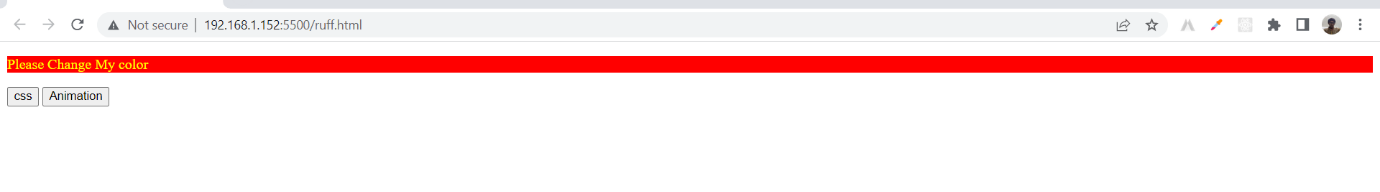 Not secure | 192.168.1.152:5500/ruff.html
Please Change My color
css Animation